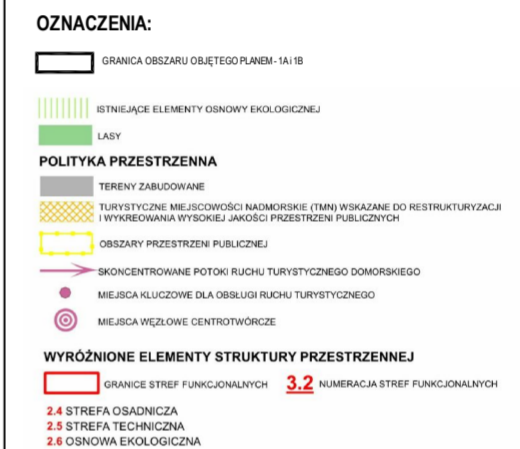 OZNACZENIA:
GRANICA OBSZARU OBJĘTEGO PLANEM - 1A i 1B
ISTNIEJĄCE ELEMENTY OSNOWY EKOLOGICZNEJ
LASY
POLITYKA PRZESTRZENNA
TERENY ZABUDOWANE
TURYSTYCZNE MIEJSCOWOŚCI NADMORSKIE (TMN) WSKAZANE DO RESTRUKTURYZACJI
I WYKREOWANIA WYSOKIEJ JAKOŚCI PRZESTRZENI PUBLICZNYCH
OBSZARY PRZESTRZENI PUBLICZNEJ
SKONCENTROWANE POTOKI RUCHU TURYSTYCZNEGO DOMORSKIEGO
MIEJSCA KLUCZOWE DLA OBSŁUGI RUCHU TURYSTYCZNEGO
MIEJSCA WĘZŁOWE CENTROTWÓRCZE
WYRÓŻNIONE ELEMENTY STRUKTURY PRZESTRZENNEJ
GRANICE STREF FUNKCJONALNYCH 3.2 NUMERACJA STREF FUNKCJONALNYCH
2.4 STREFA OSADNICZA
2.5 STREFA TECHNICZNA
2.6 OSNOWA EKOLOGICZNA